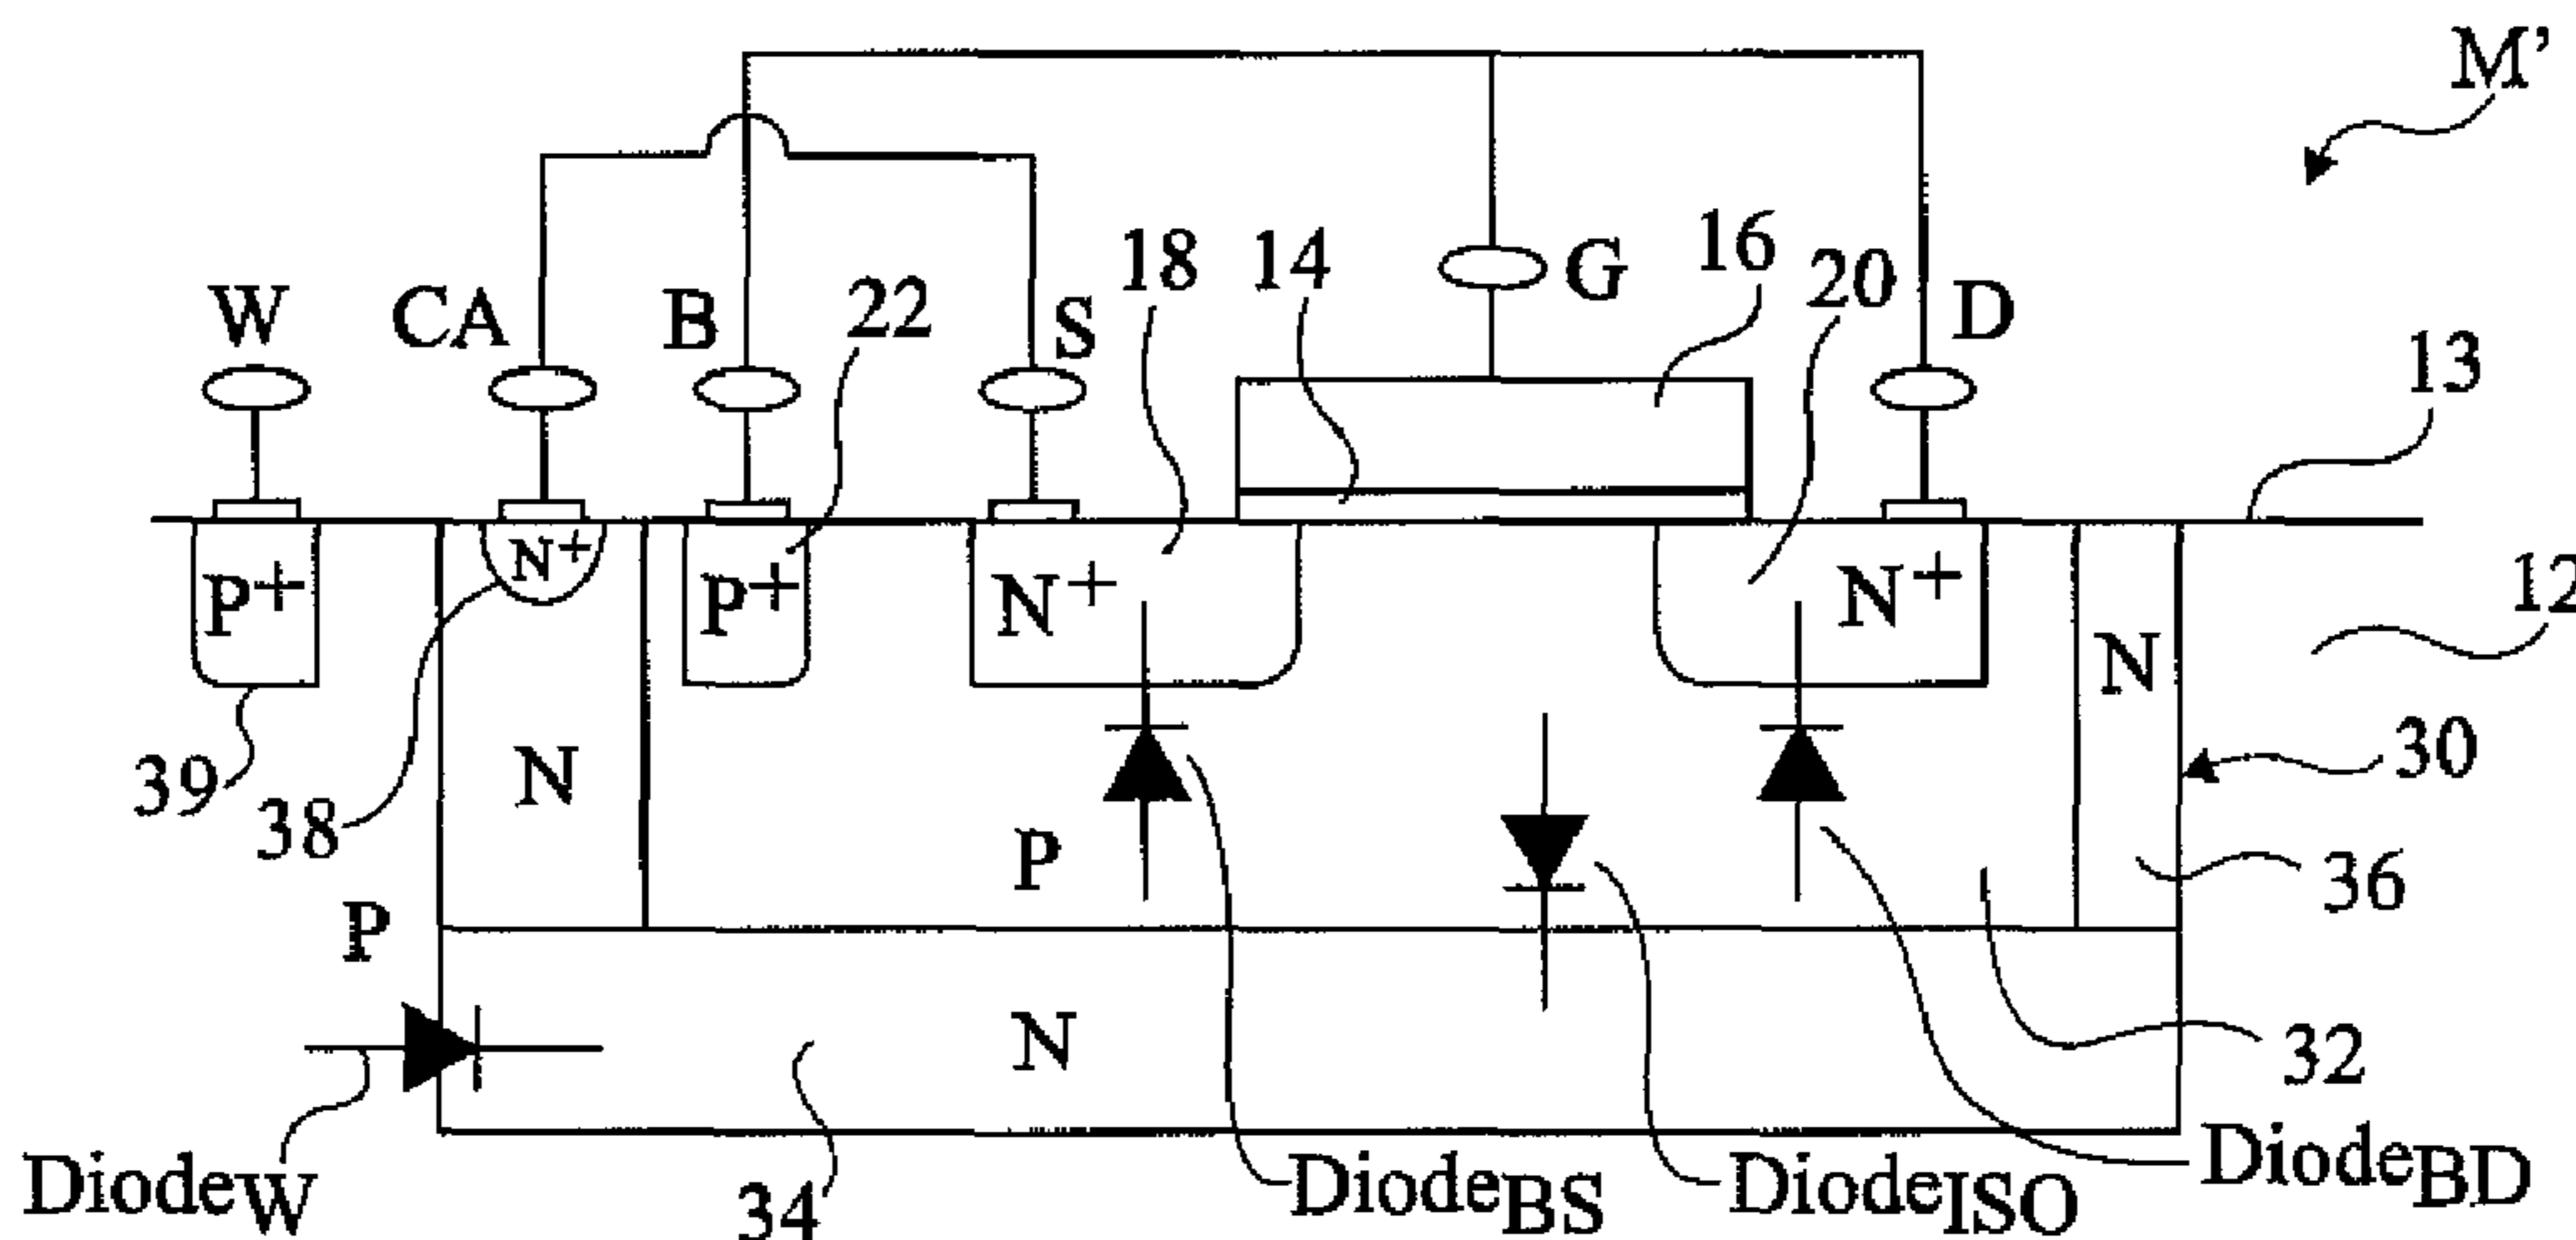 M'
W
CA
B
22
S
18
14
G
16
20
D
13
P+
N+
P+
N+
N+
N
12
39
38
N
P
30
36
P
N
32
DiodeW
34
DiodeBS
DiodeISO
DiodeBD